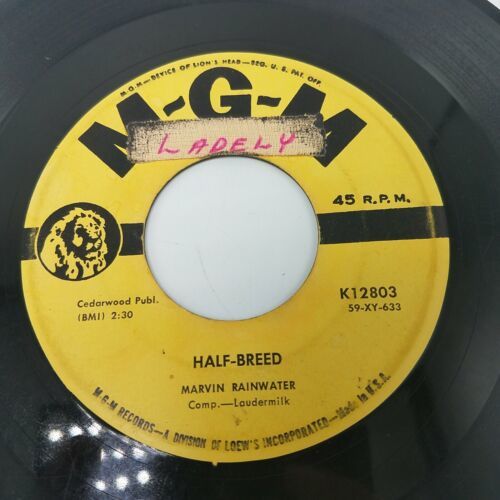 M-G-M—DEVICE OF LION'S HEAD—REG. U. S. PAT. OFF.
M-G-M
LADELY
45 R.P.M.
Cedarwood Publ.
(BMI) 2:30
K12803
59-XY-633
HALF-BREED
MARVIN RAINWATER
Comp.—Laudermilk
M-G-M RECORDS—A DIVISION OF LOEW'S INCORPORATED—Made in U.S.A.